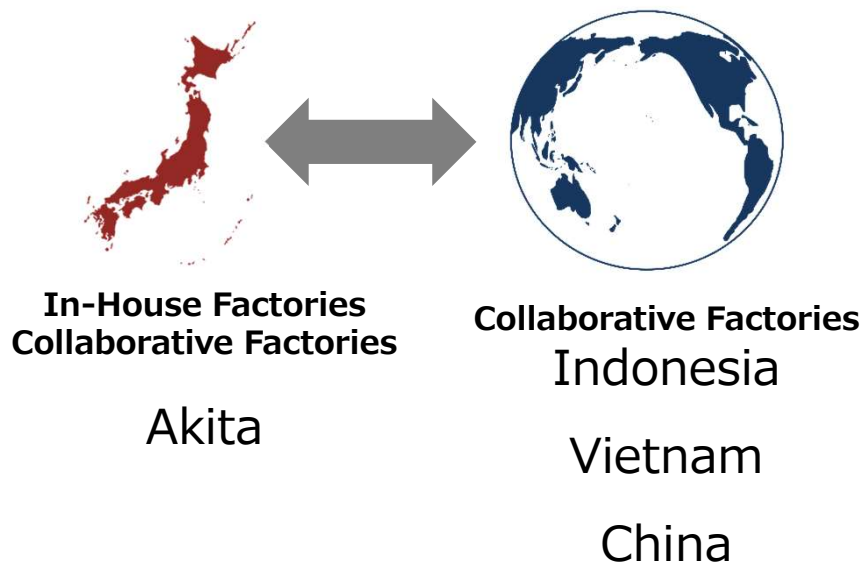 In-House Factories
Collaborative Factories
Akita
Collaborative Factories
Indonesia
Vietnam
China